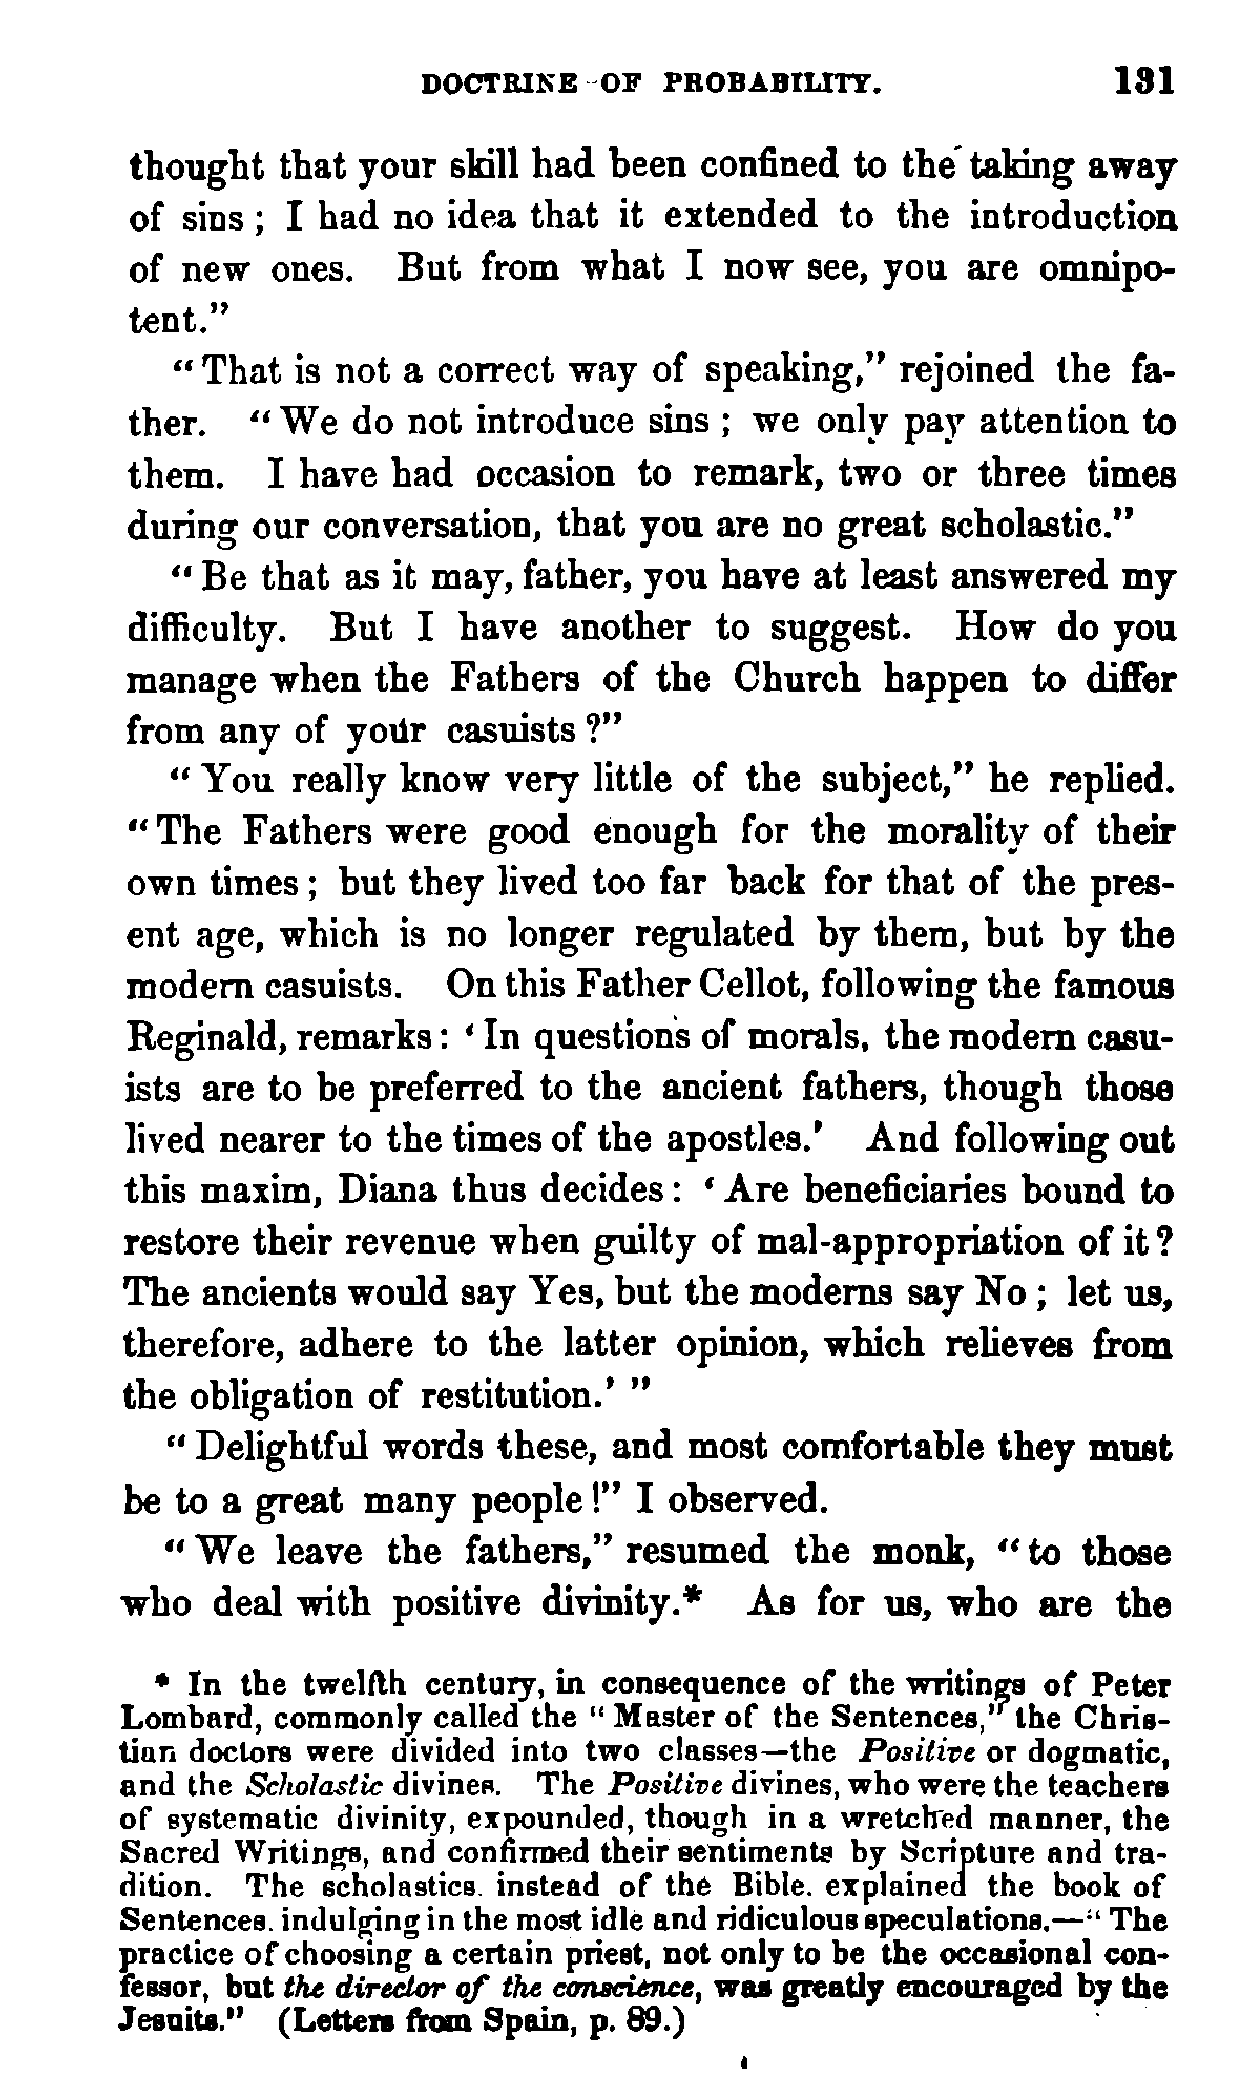 DOCTRINE OF PROBABILITY. 131
thought that your skill had been confined to the taking away
of sins ; I had no idea that it extended to the introduction
of new ones. But from what I now see, you are omnipo-
tent."
"That is not a correct way of speaking," rejoined the fa-
ther. "We do not introduce sins ; we only pay attention to
them. I have had occasion to remark, two or three times
during our conversation, that you are no great scholastic."
"Be that as it may, father, you have at least answered my
difficulty. But I have another to suggest. How do you
manage when the Fathers of the Church happen to differ
from any of your casuists ?"
"You really know very little of the subject," he replied.
"The Fathers were good enough for the morality of their
own times ; but they lived too far back for that of the pres-
ent age, which is no longer regulated by them, but by the
modern casuists. On this Father Cellot, following the famous
Reginald, remarks : 'In questions of morals, the modern casu-
ists are to be preferred to the ancient fathers, though those
lived nearer to the times of the apostles.' And following out
this maxim, Diana thus decides : 'Are beneficiaries bound to
restore their revenue when guilty of mal-appropriation of it ?
The ancients would say Yes, but the moderns say No ; let us,
therefore, adhere to the latter opinion, which relieves from
the obligation of restitution.' "
"Delightful words these, and most comfortable they must
be to a great many people !" I observed.
"We leave the fathers," resumed the monk, "to those
who deal with positive divinity.* As for us, who are the
* In the twelfth century, in consequence of the writings of Peter
Lombard, commonly called the "Master of the Sentences," the Chris-
tian doctors were divided into two classes—the Positive or dogmatic,
and the Scholastic divines. The Positive divines, who were the teachers
of systematic divinity, expounded, though in a wretched manner, the
Sacred Writings, and confirmed their sentiments by Scripture and tra-
dition. The scholastics. instead of the Bible. explained the book of
Sentences. indulging in the most idle and ridiculous speculations.—"The
practice of choosing a certain priest, not only to be the occasional con-
fessor, but the director of the conscience, was greatly encouraged by the
Jesuits." (Letters from Spain, p. 89.)